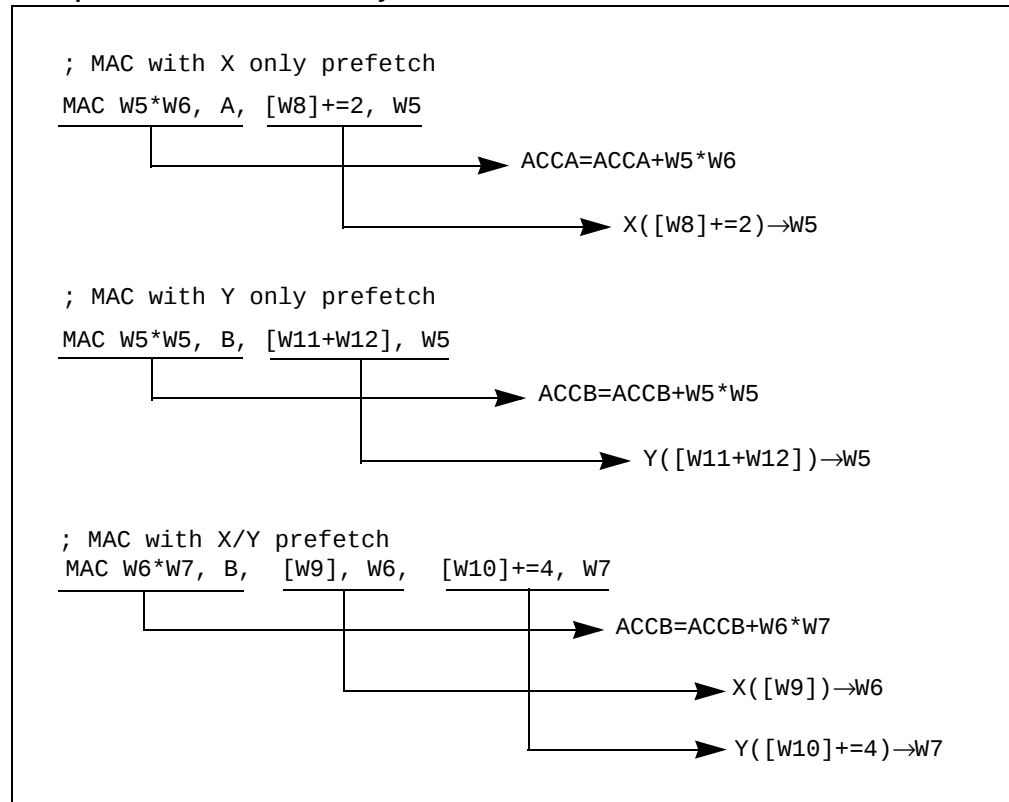 ; MAC with X only prefetch
MAC W5*W6, A, [W8]+=2, W5
ACCA=ACCA+W5*W6
X([W8]+=2)→W5
; MAC with Y only prefetch
MAC W5*W5, B, [W11+W12], W5
ACCB=ACCB+W5*W5
Y([W11+W12])→W5
; MAC with X/Y prefetch
MAC W6*W7, B, [W9], W6, [W10]+=4, W7
ACCB=ACCB+W6*W7
X([W9])→W6
Y([W10]+=4)→W7